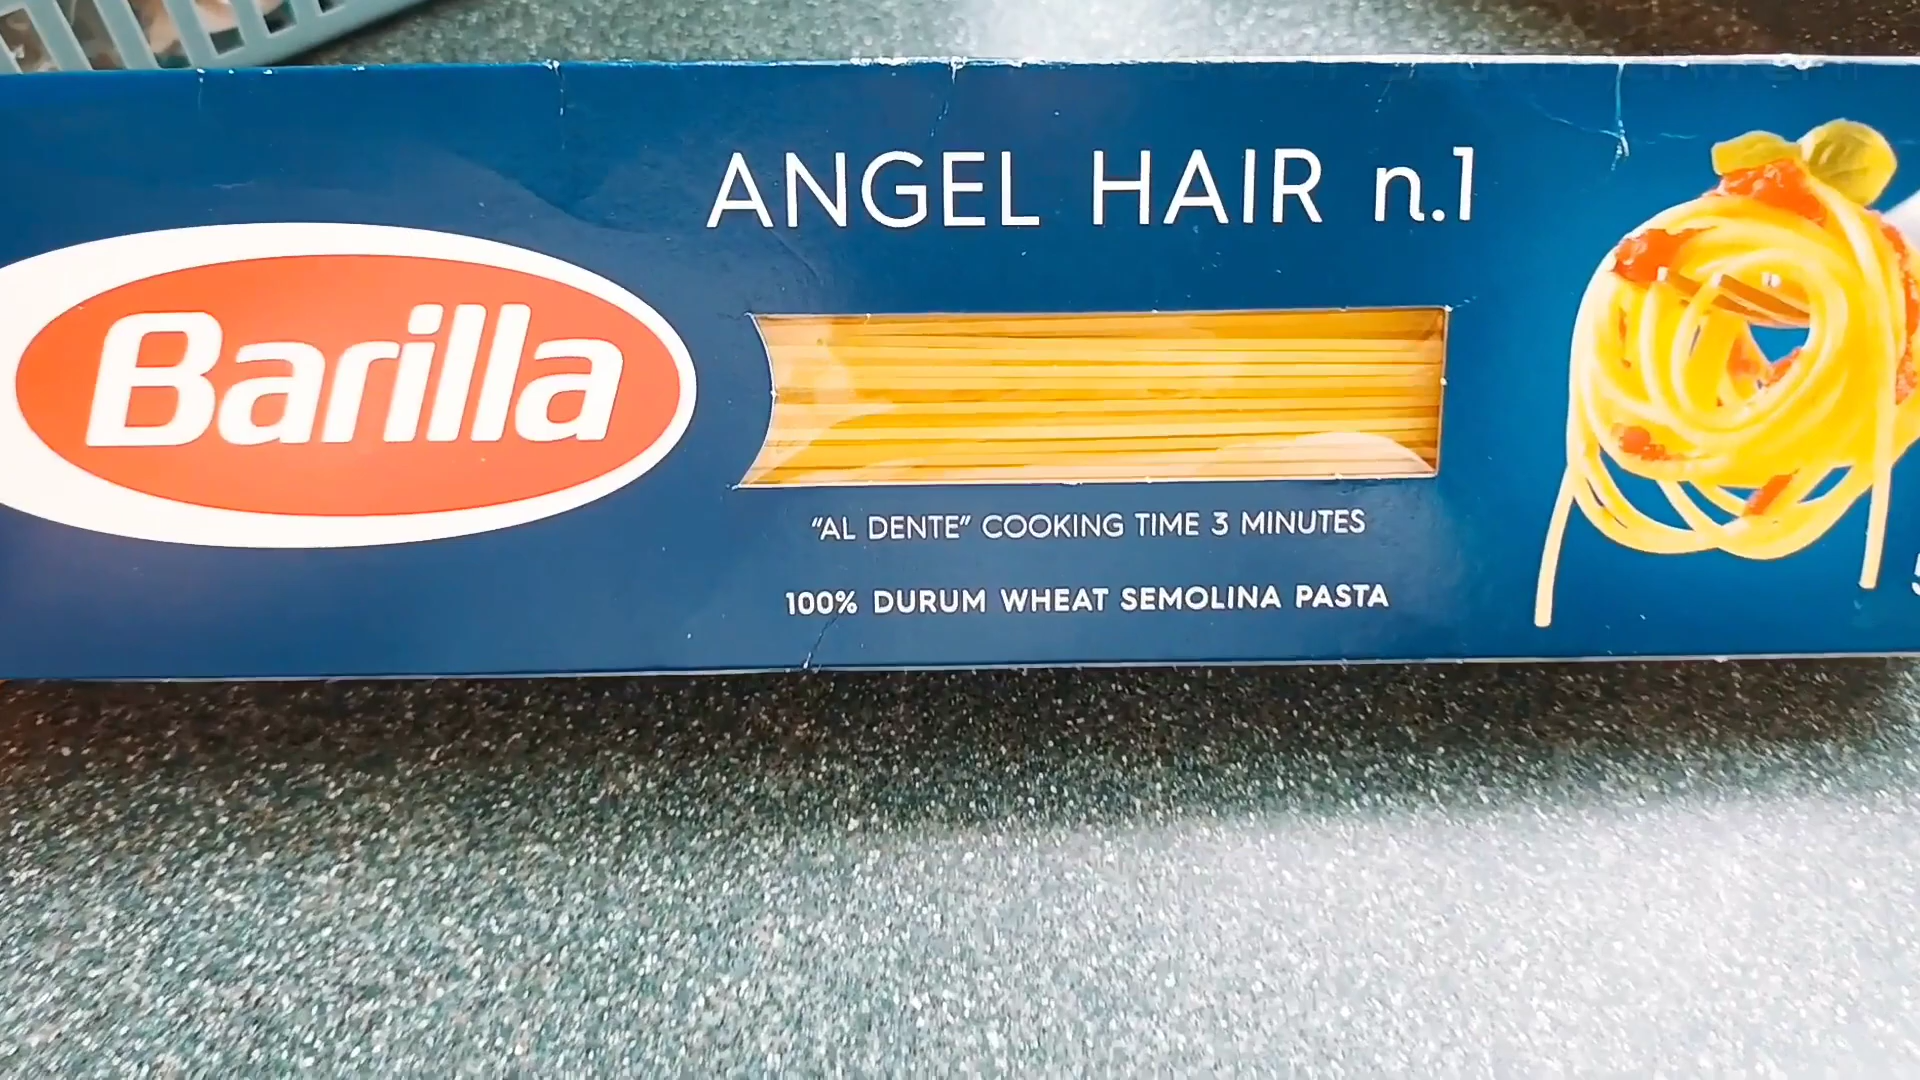 Barilla
ANGEL HAIR n.1
"AL DENTE" COOKING TIME 3 MINUTES
100% DURUM WHEAT SEMOLINA PASTA